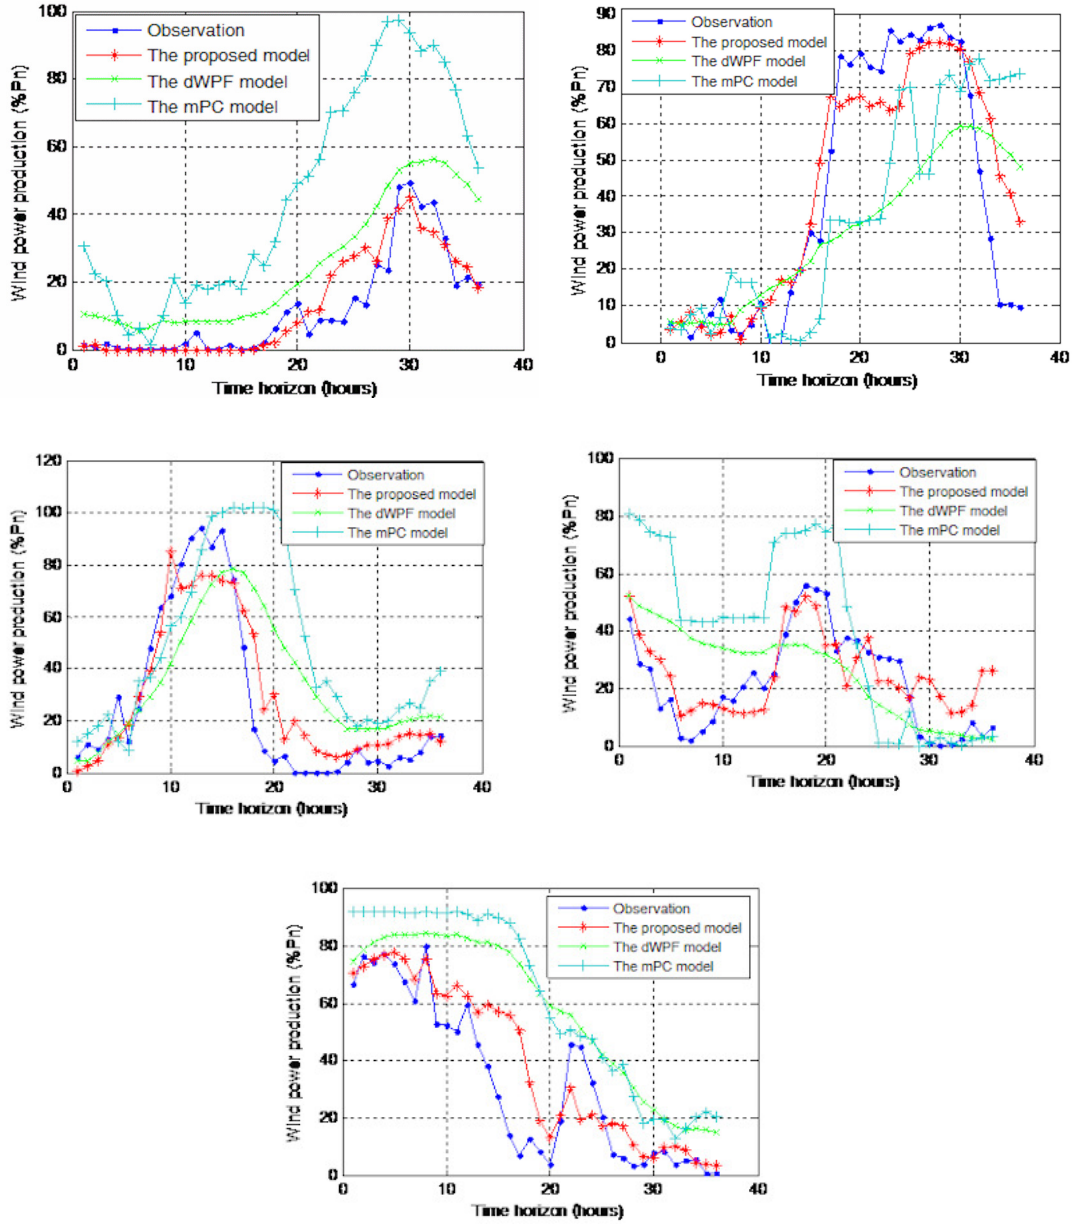 100
80
60
40
20
0
0
10
20
30
40
Wind power production (%Pn)
Time horizon (hours)
Observation
The proposed model
The dWPF model
The mPC model
90
80
70
60
50
40
30
20
10
0
0
10
20
30
40
Wind power production (%Pn)
Time horizon (hours)
Observation
The proposed model
The dWPF model
The mPC model
120
100
80
60
40
20
0
0
10
20
30
40
Wind power production (%Pn)
Time horizon (hours)
Observation
The proposed model
The dWPF model
The mPC model
100
80
60
40
20
0
0
10
20
30
40
Wind power production (%Pn)
Time horizon (hours)
Observation
The proposed model
The dWPF model
The mPC model
100
80
60
40
20
0
0
10
20
30
40
Wind power production (%Pn)
Time horizon (hours)
Observation
The proposed model
The dWPF model
The mPC model